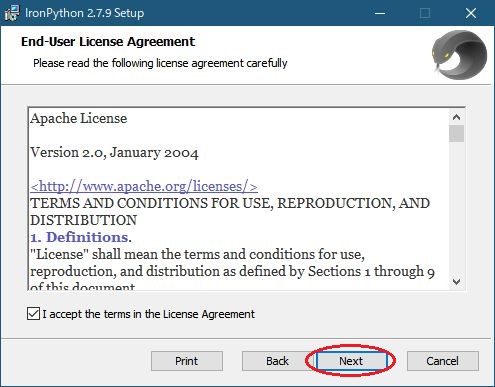 IronPython 2.7.9 Setup
End-User License Agreement
Please read the following license agreement carefully
Apache License
Version 2.0, January 2004
<http://www.apache.org/licenses/>
TERMS AND CONDITIONS FOR USE, REPRODUCTION, AND
DISTRIBUTION
1. Definitions.
"License" shall mean the terms and conditions for use,
reproduction, and distribution as defined by Sections 1 through 9
of this document
I accept the terms in the License Agreement
Print Back Next Cancel